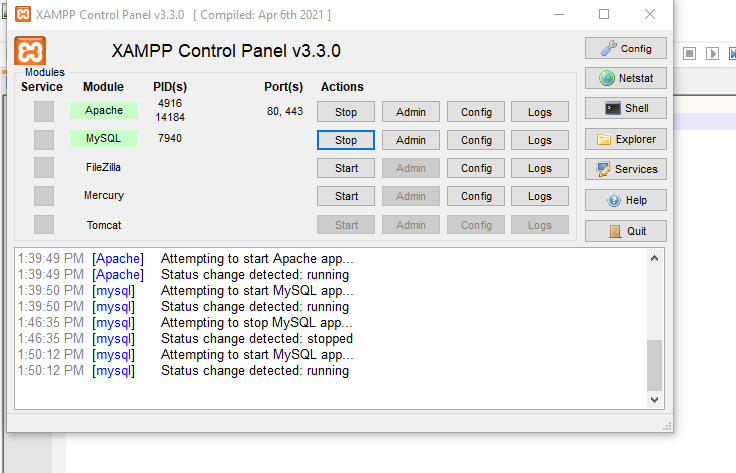 XAMPP Control Panel v3.3.0 [ Compiled: Apr 6th 2021 ]
XAMPP Control Panel v3.3.0
Config
Netstat
Shell
Explorer
Services
Help
Quit
Modules
Service Module PID(s) Port(s) Actions
Apache 4916 80, 443 Stop Admin Config Logs
14184
MySQL 7940 Stop Admin Config Logs
FileZilla Start Admin Config Logs
Mercury Start Admin Config Logs
Tomcat Start Admin Config Logs
1:39:49 PM [Apache] Attempting to start Apache app...
1:39:49 PM [Apache] Status change detected: running
1:39:50 PM [mysql] Attempting to start MySQL app...
1:39:50 PM [mysql] Status change detected: running
1:46:35 PM [mysql] Attempting to stop MySQL app...
1:46:35 PM [mysql] Status change detected: stopped
1:50:12 PM [mysql] Attempting to start MySQL app...
1:50:12 PM [mysql] Status change detected: running